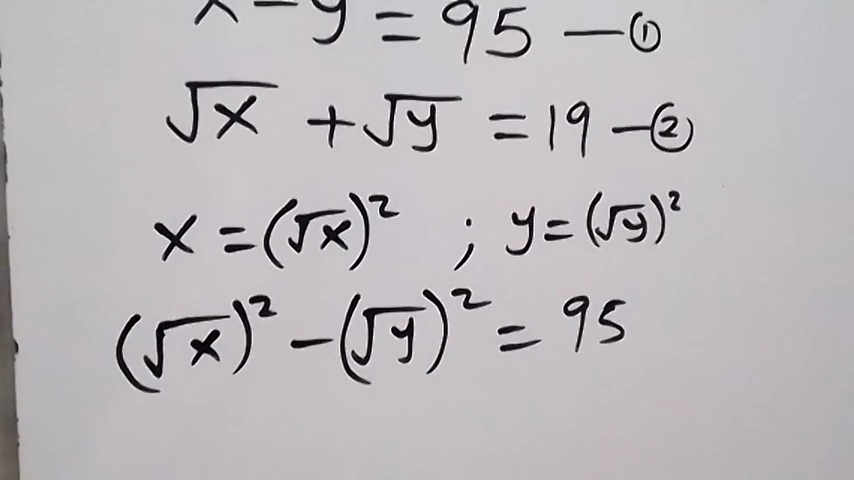 x - y = 95 — ①
√x + √y = 19 — ②
x = (√x)² ; y = (√y)²
(√x)² - (√y)² = 95